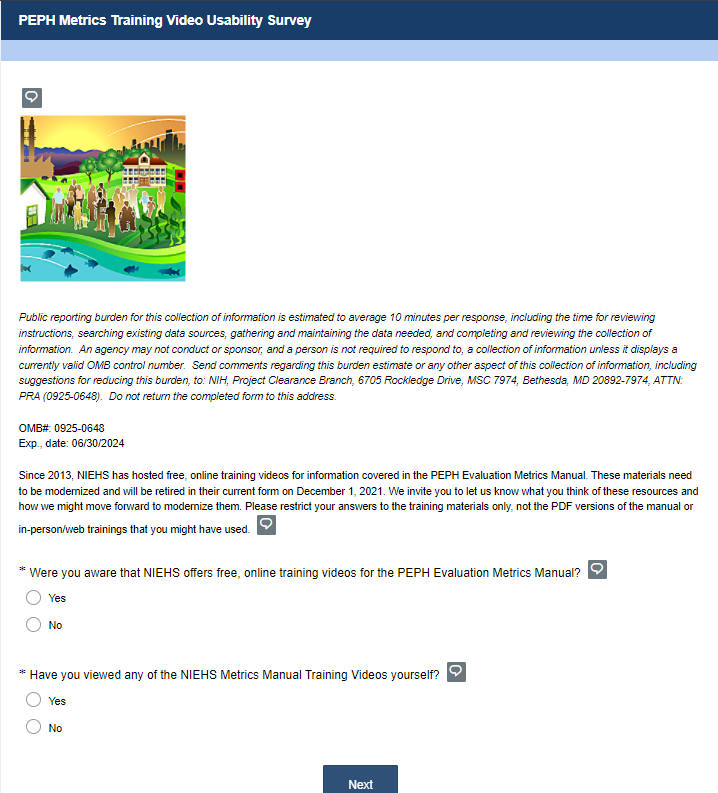 PEPH Metrics Training Video Usability Survey
Public reporting burden for this collection of information is estimated to average 10 minutes per response, including the time for reviewing
instructions, searching existing data sources, gathering and maintaining the data needed, and completing and reviewing the collection of
information.  An agency may not conduct or sponsor, and a person is not required to respond to, a collection of information unless it displays a
currently valid OMB control number.  Send comments regarding this burden estimate or any other aspect of this collection of information, including
suggestions for reducing this burden, to: NIH, Project Clearance Branch, 6705 Rockledge Drive, MSC 7974, Bethesda, MD 20892-7974, ATTN:
PRA (0925-0648).  Do not return the completed form to this address.
OMB#: 0925-0648
Exp., date: 06/30/2024
Since 2013, NIEHS has hosted free, online training videos for information covered in the PEPH Evaluation Metrics Manual. These materials need
to be modernized and will be retired in their current form on December 1, 2021. We invite you to let us know what you think of these resources and
how we might move forward to modernize them. Please restrict your answers to the training materials only, not the PDF versions of the manual or
in-person/web trainings that you might have used.
* Were you aware that NIEHS offers free, online training videos for the PEPH Evaluation Metrics Manual?
Yes
No
* Have you viewed any of the NIEHS Metrics Manual Training Videos yourself?
Yes
No
Next